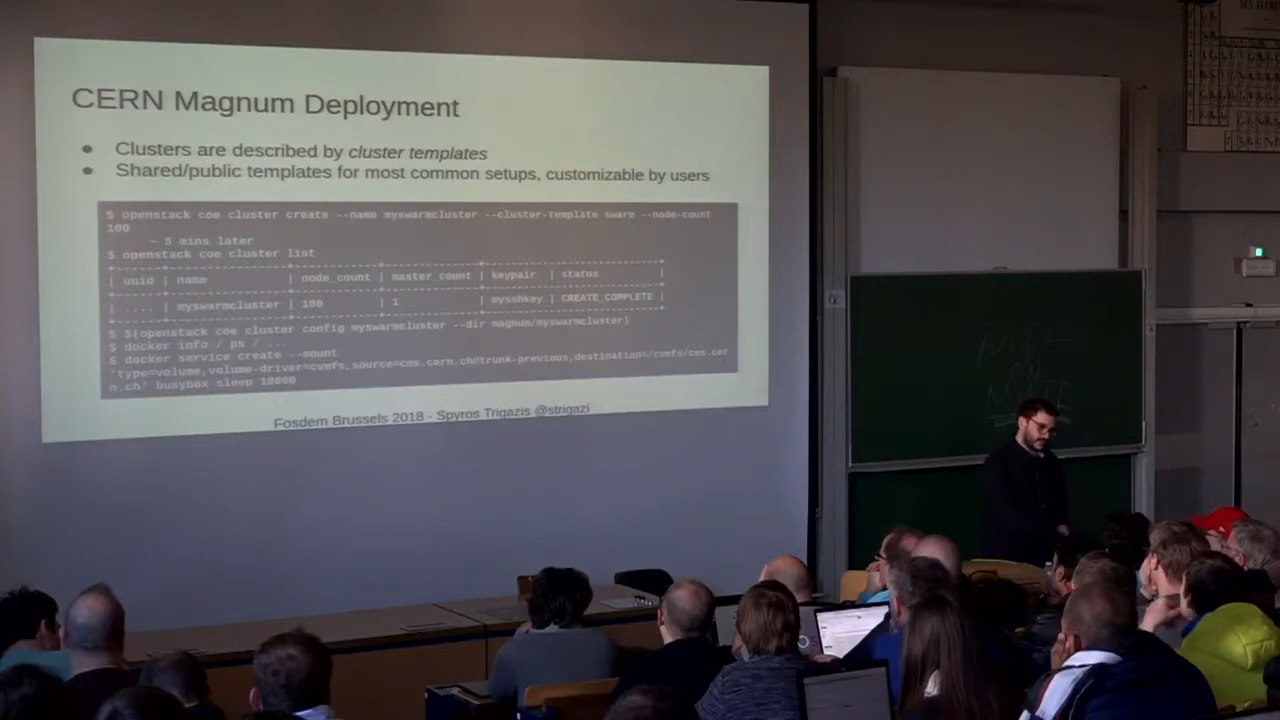 CERN Magnum Deployment
● Clusters are described by cluster templates
● Shared/public templates for most common setups, customizable by users
$ openstack coe cluster create --name myswarmcluster --cluster-template swarm --node-count
100
– 5 mins later
$ openstack coe cluster list
| uuid | name | node_count | master_count | keypair | status |
| .... | myswarmcluster | 100 | 1 | mysshkey | CREATE_COMPLETE |
$ $(openstack coe cluster config myswarmcluster --dir magnum/myswarmcluster)
$ docker info / ps / ...
$ docker service create --mount
'type=volume,volume-driver=cvmfs,source=cms.cern.ch@trunk-previous,destination=/cvmfs/cms.cer
n.ch' busybox sleep 10000
Fosdem Brussels 2018 - Spyros Trigazis @strigazi